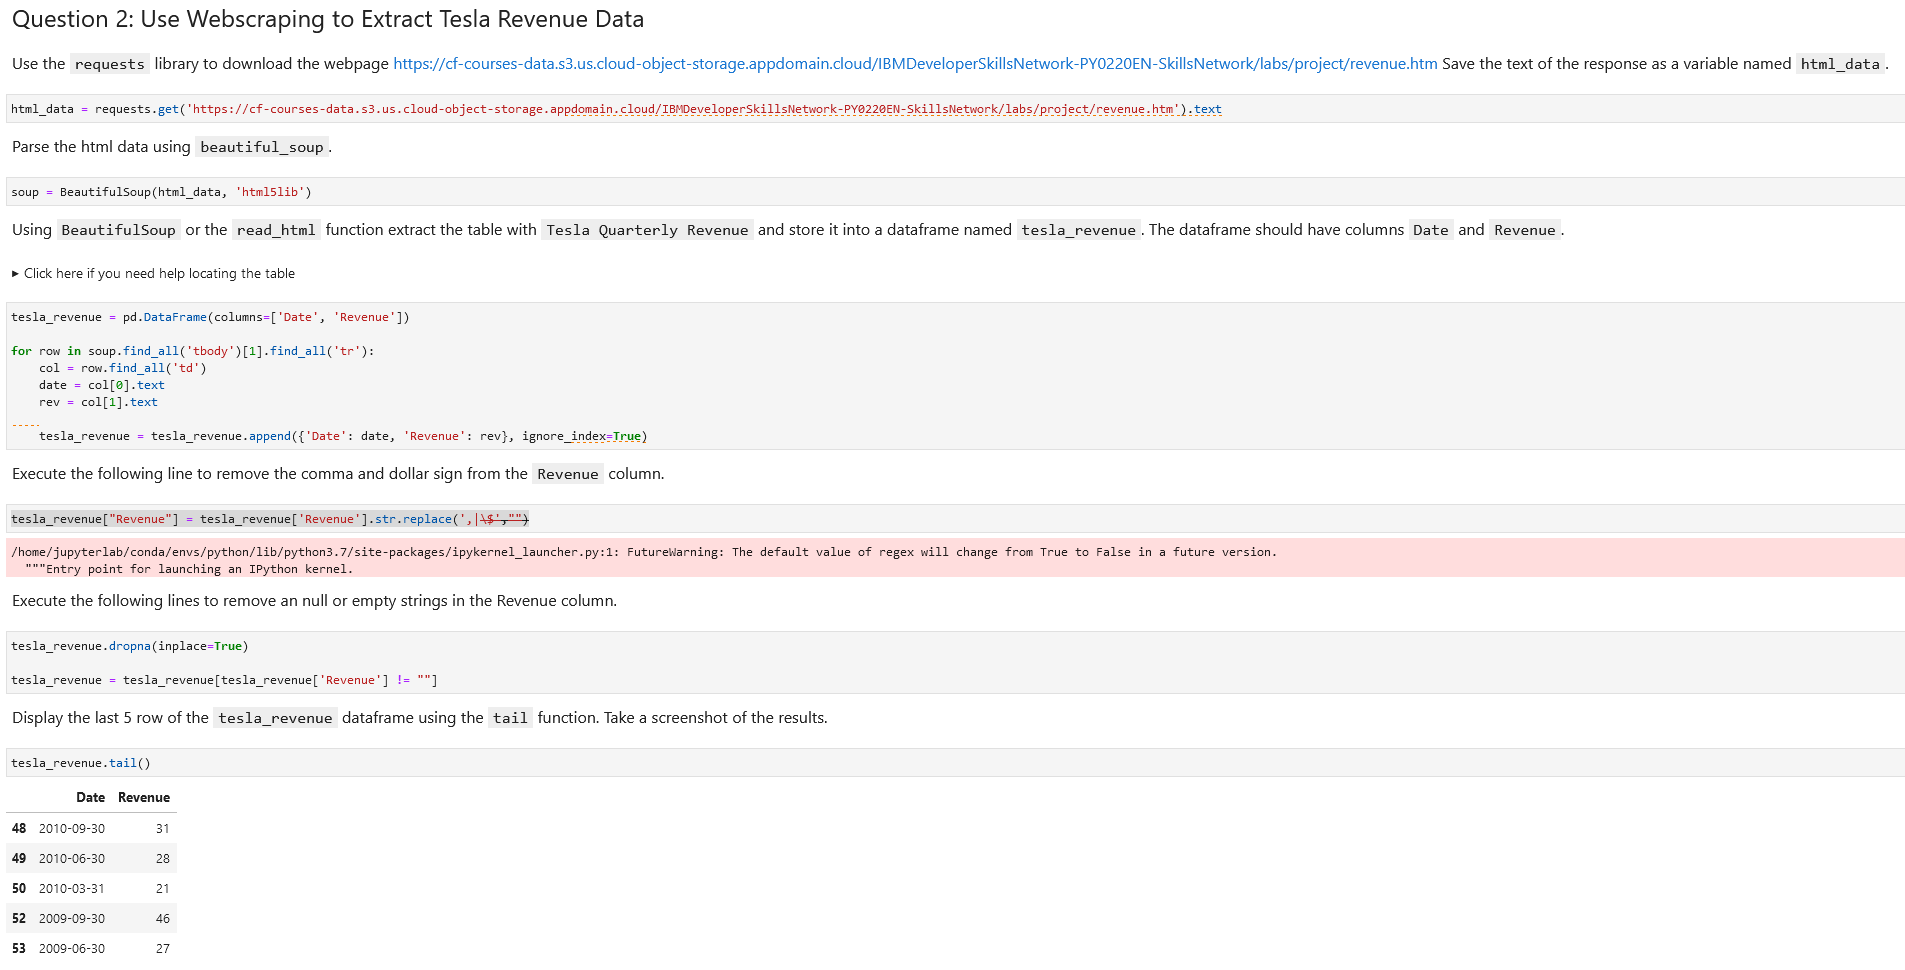 Question 2: Use Webscraping to Extract Tesla Revenue Data
Use the requests library to download the webpage https://cf-courses-data.s3.us.cloud-object-storage.appdomain.cloud/IBMDeveloperSkillsNetwork-PY0220EN-SkillsNetwork/labs/project/revenue.htm Save the text of the response as a variable named html_data.
html_data = requests.get('https://cf-courses-data.s3.us.cloud-object-storage.appdomain.cloud/IBMDeveloperSkillsNetwork-PY0220EN-SkillsNetwork/labs/project/revenue.htm').text
Parse the html data using beautiful_soup.
soup = BeautifulSoup(html_data, 'html5lib')
Using BeautifulSoup or the read_html function extract the table with Tesla Quarterly Revenue and store it into a dataframe named tesla_revenue. The dataframe should have columns Date and Revenue.
▸ Click here if you need help locating the table
tesla_revenue = pd.DataFrame(columns=['Date', 'Revenue'])
for row in soup.find_all('tbody')[1].find_all('tr'):
    col = row.find_all('td')
    date = col[0].text
    rev = col[1].text
    tesla_revenue = tesla_revenue.append({'Date': date, 'Revenue': rev}, ignore_index=True)
Execute the following line to remove the comma and dollar sign from the Revenue column.
tesla_revenue["Revenue"] = tesla_revenue['Revenue'].str.replace(',|\$',"")
/home/jupyterlab/conda/envs/python/lib/python3.7/site-packages/ipykernel_launcher.py:1: FutureWarning: The default value of regex will change from True to False in a future version.
  """Entry point for launching an IPython kernel.
Execute the following lines to remove an null or empty strings in the Revenue column.
tesla_revenue.dropna(inplace=True)
tesla_revenue = tesla_revenue[tesla_revenue['Revenue'] != ""]
Display the last 5 row of the tesla_revenue dataframe using the tail function. Take a screenshot of the results.
tesla_revenue.tail()
Date Revenue
48 2010-09-30 31
49 2010-06-30 28
50 2010-03-31 21
52 2009-09-30 46
53 2009-06-30 27